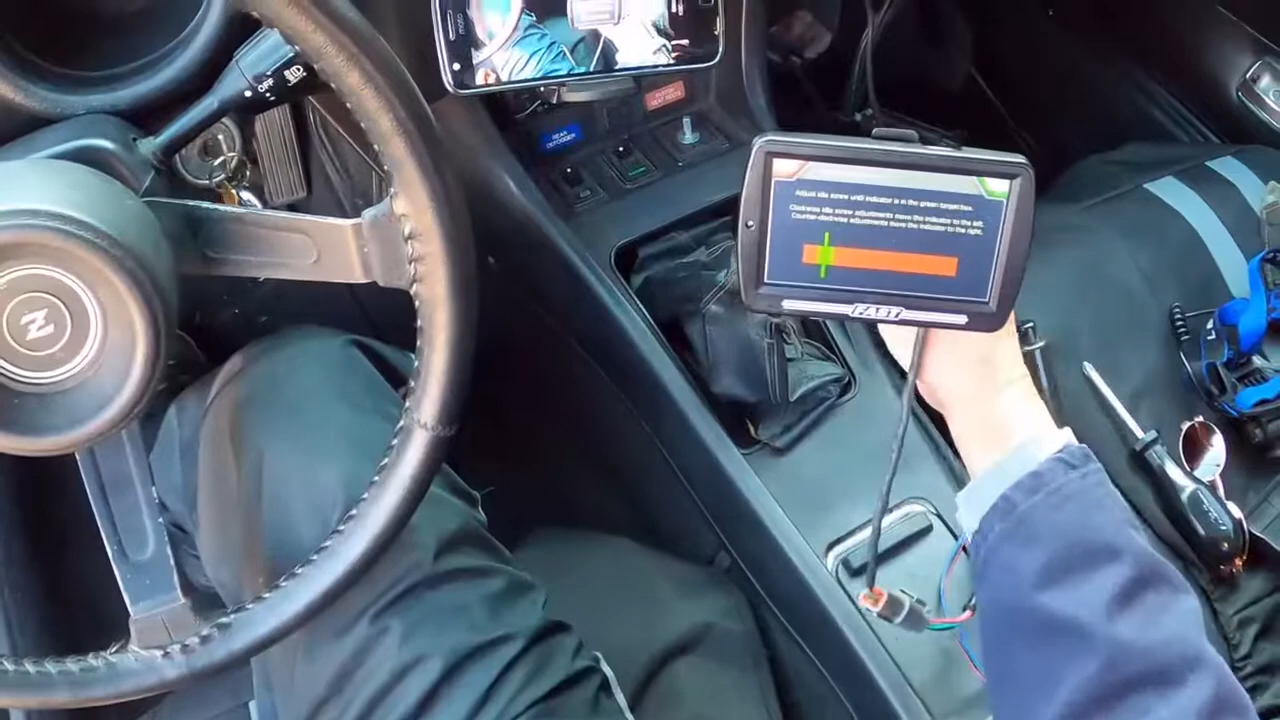 moto
OFF
REAR
DEFOGGER
Adjust idle screw until indicator is in the green target box.
Clockwise idle screw adjustments move the indicator to the left.
Counter-clockwise adjustments move the indicator to the right.
FAST
Z